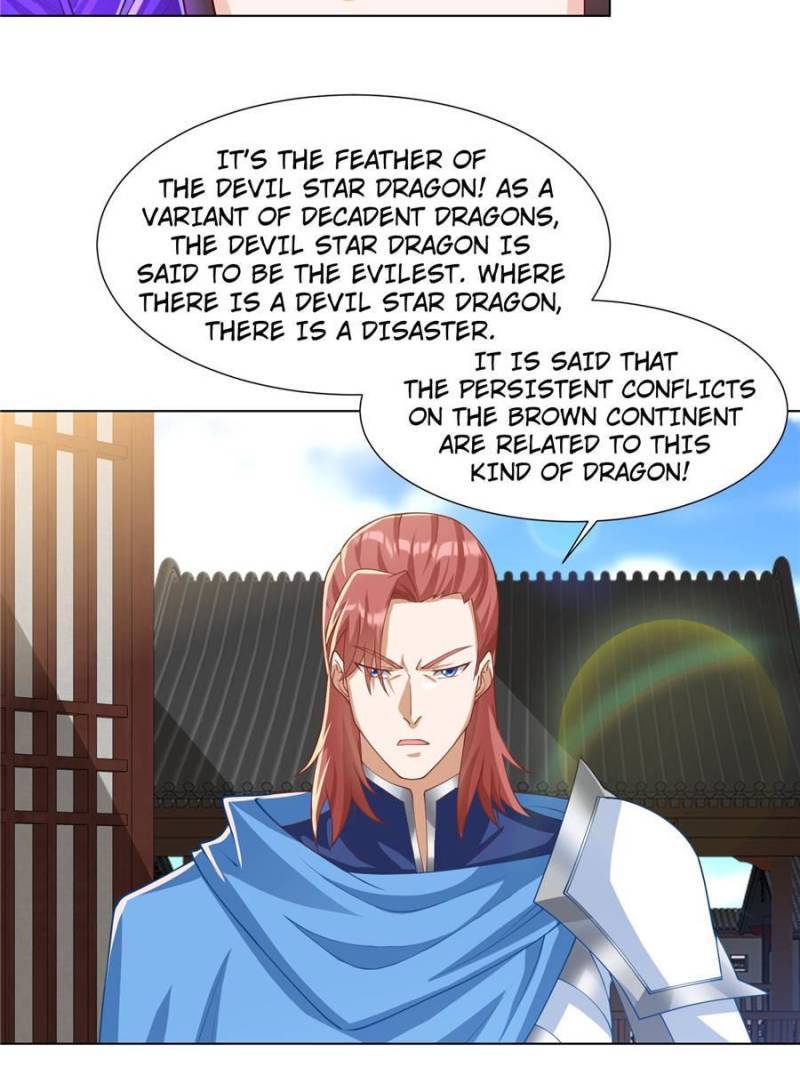 IT'S THE FEATHER OF
THE DEVIL STAR DRAGON! AS A
VARIANT OF DECADENT DRAGONS,
THE DEVIL STAR DRAGON IS
SAID TO BE THE EVILEST. WHERE
THERE IS A DEVIL STAR DRAGON,
THERE IS A DISASTER.
IT IS SAID THAT
THE PERSISTENT CONFLICTS
ON THE BROWN CONTINENT
ARE RELATED TO THIS
KIND OF DRAGON!